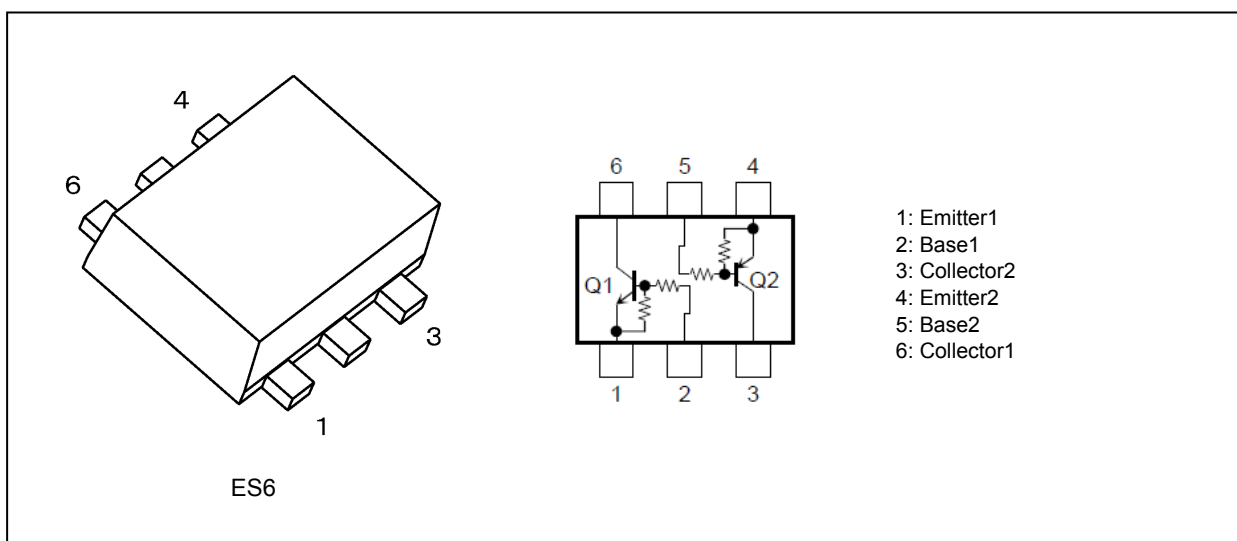 4
6
3
1
ES6
6 5 4
Q1 Q2
1 2 3
1: Emitter1
2: Base1
3: Collector2
4: Emitter2
5: Base2
6: Collector1